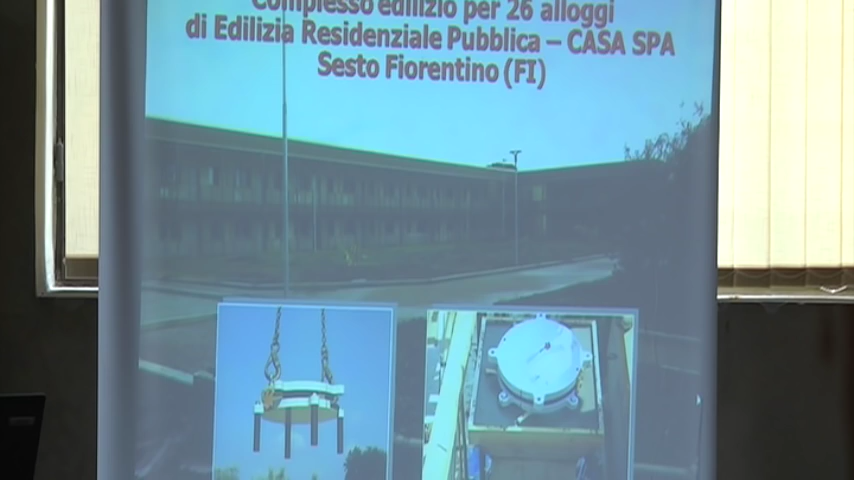 Complesso edilizio per 26 alloggi
di Edilizia Residenziale Pubblica – CASA SPA
Sesto Fiorentino (FI)